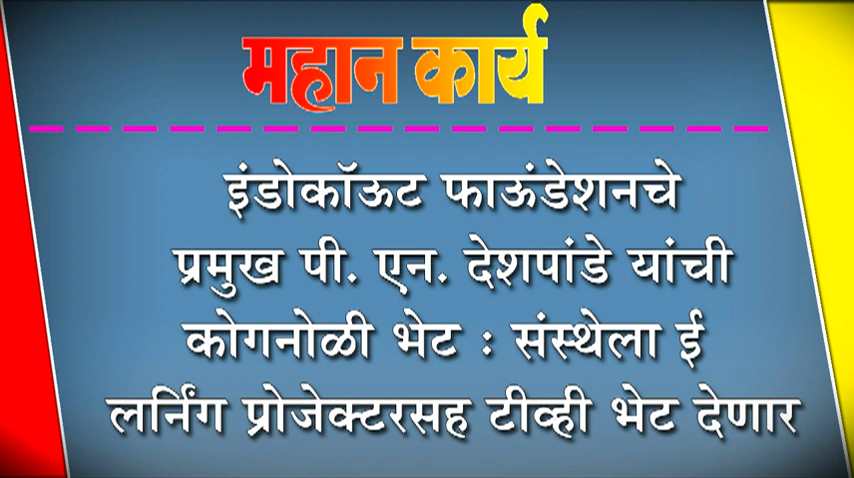 महान कार्य
इंडोकॉऊट फाऊंडेशनचे
प्रमुख पी. एन. देशपांडे यांची
कोगनोळी भेट : संस्थेला ई
लर्निंग प्रोजेक्टरसह टीव्ही भेट देणार